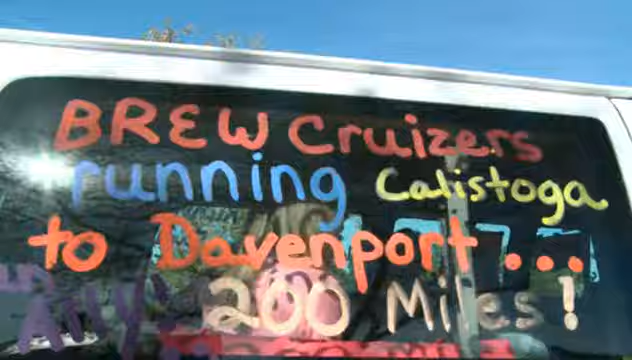 BREW Cruizers
running Calistoga
to Davenport...
200 Miles!